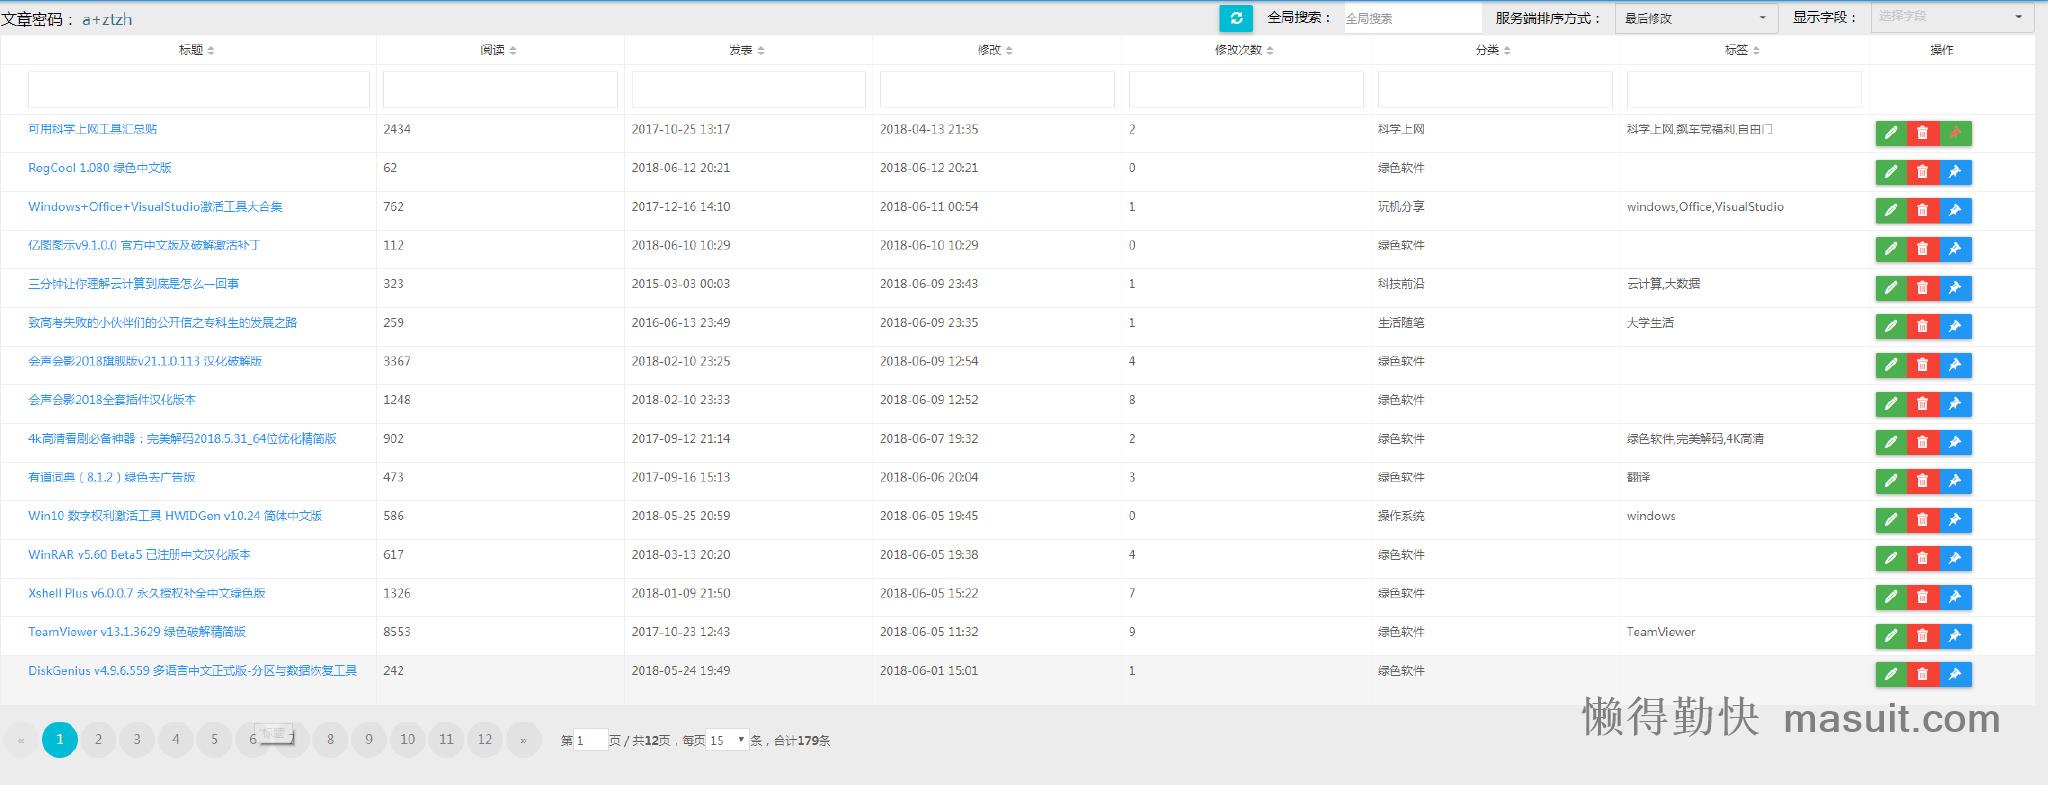 文章密码： a+ztzh 全局搜索： 全局搜索 服务端排序方式： 最后修改 显示字段： 选择字段
标题 阅读 发表 修改 修改次数 分类 标签 操作
可用科学上网工具汇总贴 2434 2017-10-25 13:17 2018-04-13 21:35 2 科学上网 科学上网,飙车党福利,自由门
RegCool 1.080 绿色中文版 62 2018-06-12 20:21 2018-06-12 20:21 0 绿色软件
Windows+Office+VisualStudio激活工具大合集 762 2017-12-16 14:10 2018-06-11 00:54 1 玩机分享 windows,Office,VisualStudio
亿图图示v9.1.0.0 官方中文版及破解激活补丁 112 2018-06-10 10:29 2018-06-10 10:29 0 绿色软件
三分钟让你理解云计算到底是怎么一回事 323 2015-03-03 00:03 2018-06-09 23:43 1 科技前沿 云计算,大数据
致高考失败的小伙伴们的公开信之专科生的发展之路 259 2016-06-13 23:49 2018-06-09 23:35 1 生活随笔 大学生活
会声会影2018旗舰版v21.1.0.113 汉化破解版 3367 2018-02-10 23:25 2018-06-09 12:54 4 绿色软件
会声会影2018全套插件汉化版本 1248 2018-02-10 23:33 2018-06-09 12:52 8 绿色软件
4k高清看剧必备神器：完美解码2018.5.31_64位优化精简版 902 2017-09-12 21:14 2018-06-07 19:32 2 绿色软件 绿色软件,完美解码,4K高清
有道词典（8.1.2）绿色去广告版 473 2017-09-16 15:13 2018-06-06 20:04 3 绿色软件 翻译
Win10 数字权利激活工具 HWIDGen v10.24 简体中文版 586 2018-05-25 20:59 2018-06-05 19:45 0 操作系统 windows
WinRAR v5.60 Beta5 已注册中文汉化版本 617 2018-03-13 20:20 2018-06-05 19:38 4 绿色软件
Xshell Plus v6.0.0.7 永久授权补全中文绿色版 1326 2018-01-09 21:50 2018-06-05 15:22 7 绿色软件
TeamViewer v13.1.3629 绿色破解精简版 8553 2017-10-23 12:43 2018-06-05 11:32 9 绿色软件 TeamViewer
DiskGenius v4.9.6.559 多语言中文正式版-分区与数据恢复工具 242 2018-05-24 19:49 2018-06-01 15:01 1 绿色软件
« 1 2 3 4 5 6 标题 7 8 9 10 11 12 » 第 1 页 / 共12页，每页 15 条，合计179条
懒得勤快 masuit.com